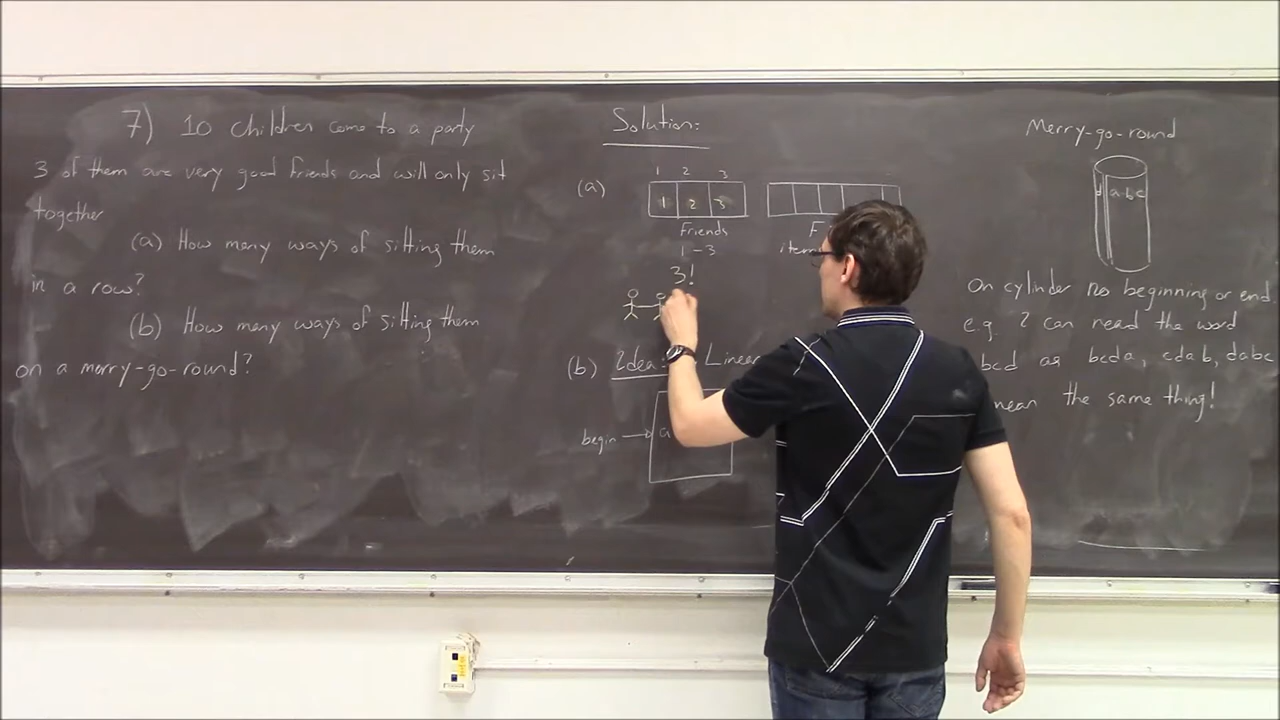 7) 10 children come to a party
3 of them are very good friends and will only sit
together
(a) How many ways of sitting them
in a row?
(b) How many ways of sitting them
on a merry-go-round?
Solution:
(a)
1 2 3
1 2 3
Friends
1-3
3!
(b) Idea: Linear
begin → a
Merry-go-round
d a-b-c
On cylinder no beginning or end
e.g. I can read the word
bcd as bcda, cdab, dabc
mean the same thing!